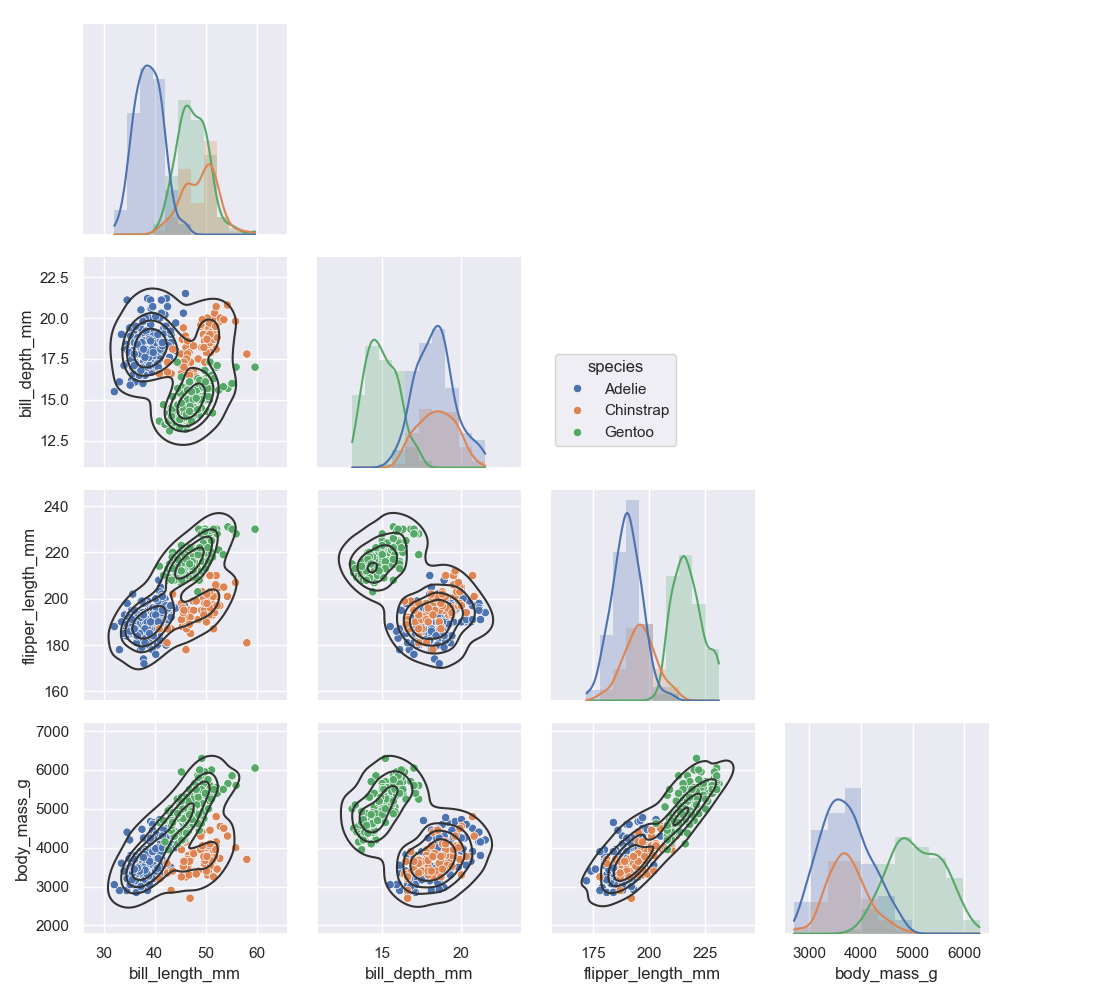 bill_depth_mm
22.5
20.0
17.5
15.0
12.5
species
Adelie
Chinstrap
Gentoo
flipper_length_mm
240
220
200
180
160
body_mass_g
7000
6000
5000
4000
3000
2000
30 40 50 60
bill_length_mm
15 20
bill_depth_mm
175 200 225
flipper_length_mm
3000 4000 5000 6000
body_mass_g